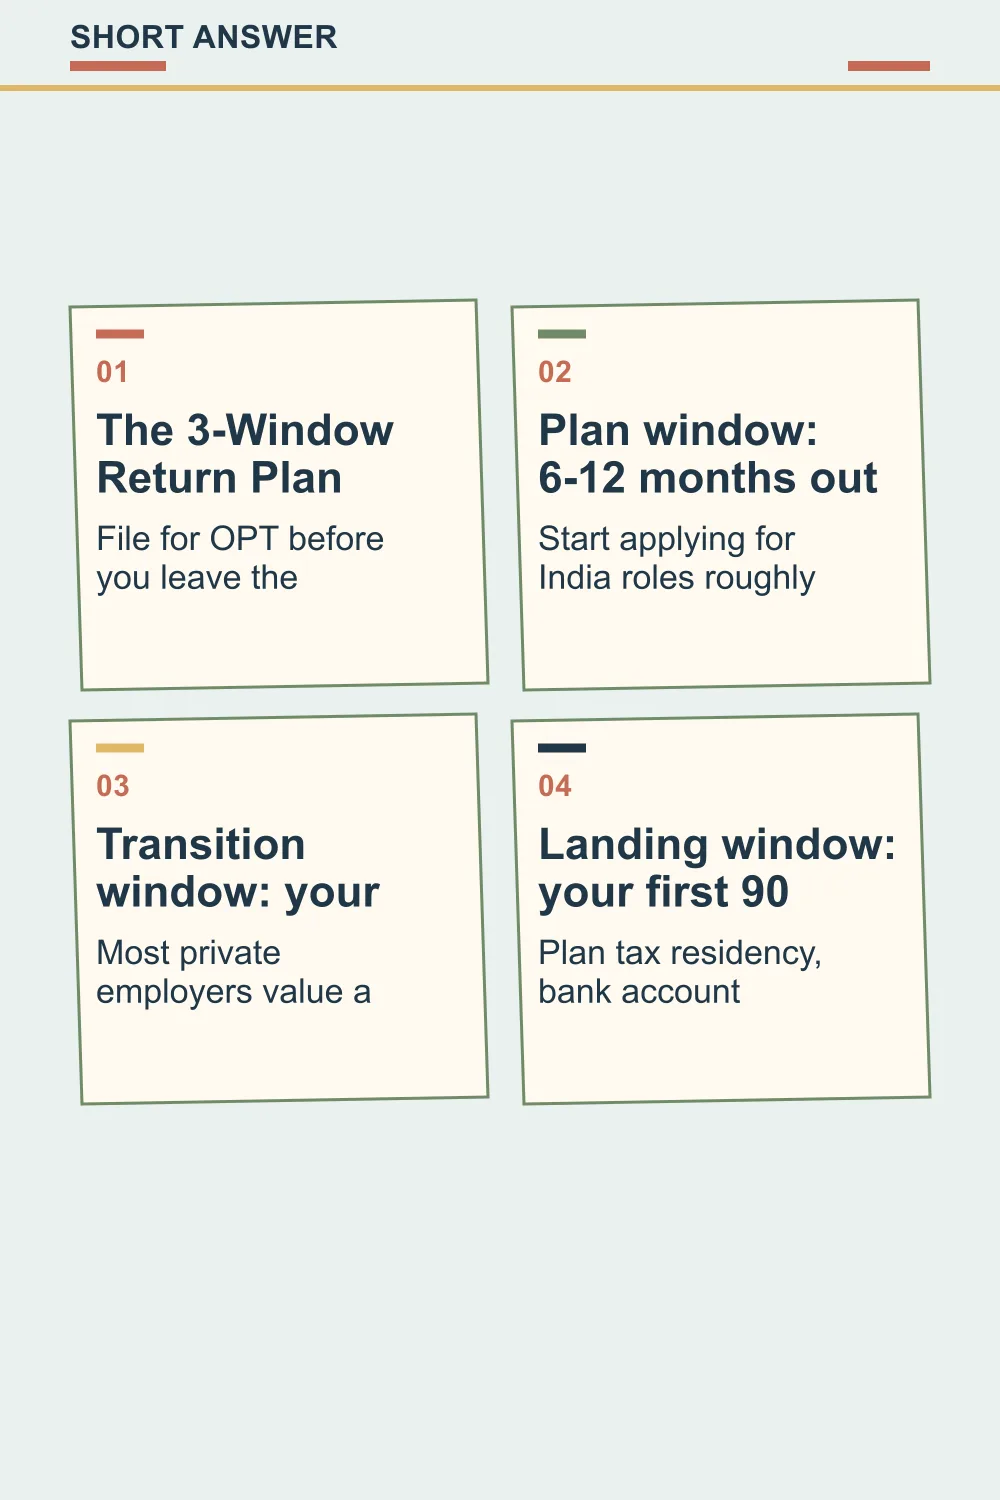 SHORT ANSWER
01
The 3-Window
Return Plan
File for OPT before
you leave the
02
Plan window:
6-12 months out
Start applying for
India roles roughly
03
Transition
window: your
Most private
employers value a
04
Landing window:
your first 90
Plan tax residency,
bank account